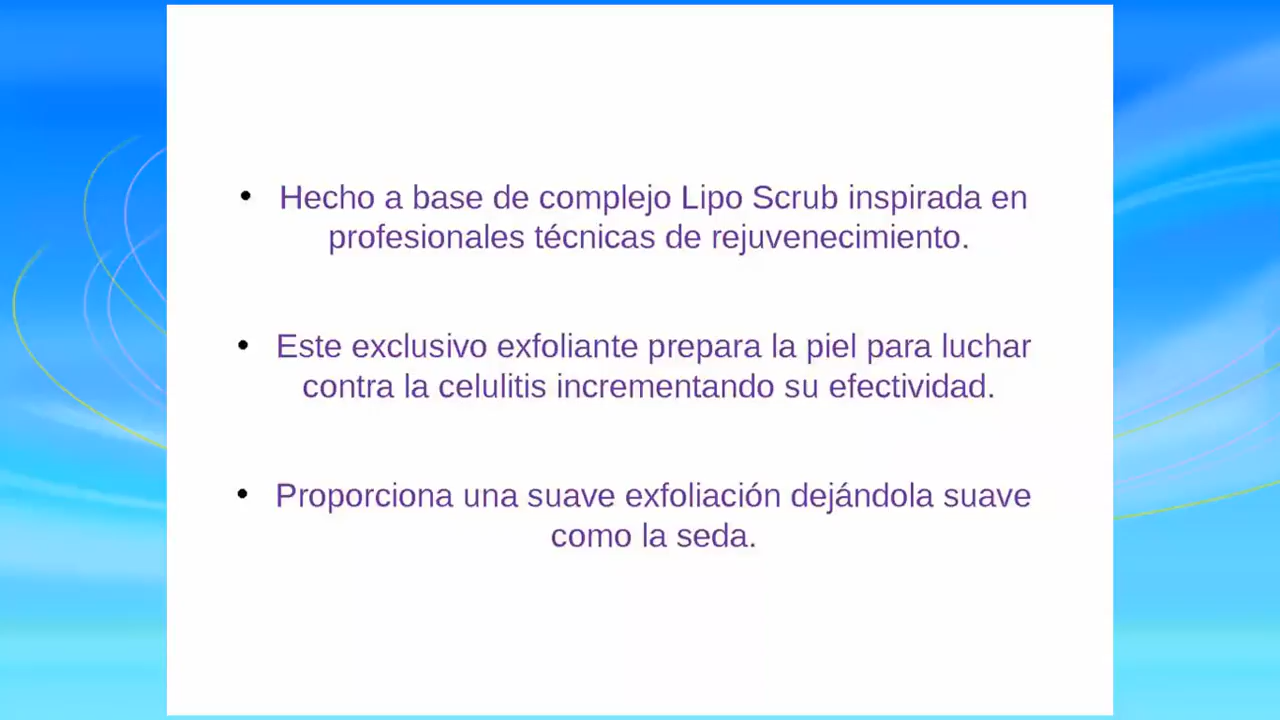 • Hecho a base de complejo Lipo Scrub inspirada en
profesionales técnicas de rejuvenecimiento.
• Este exclusivo exfoliante prepara la piel para luchar
contra la celulitis incrementando su efectividad.
• Proporciona una suave exfoliación dejándola suave
como la seda.